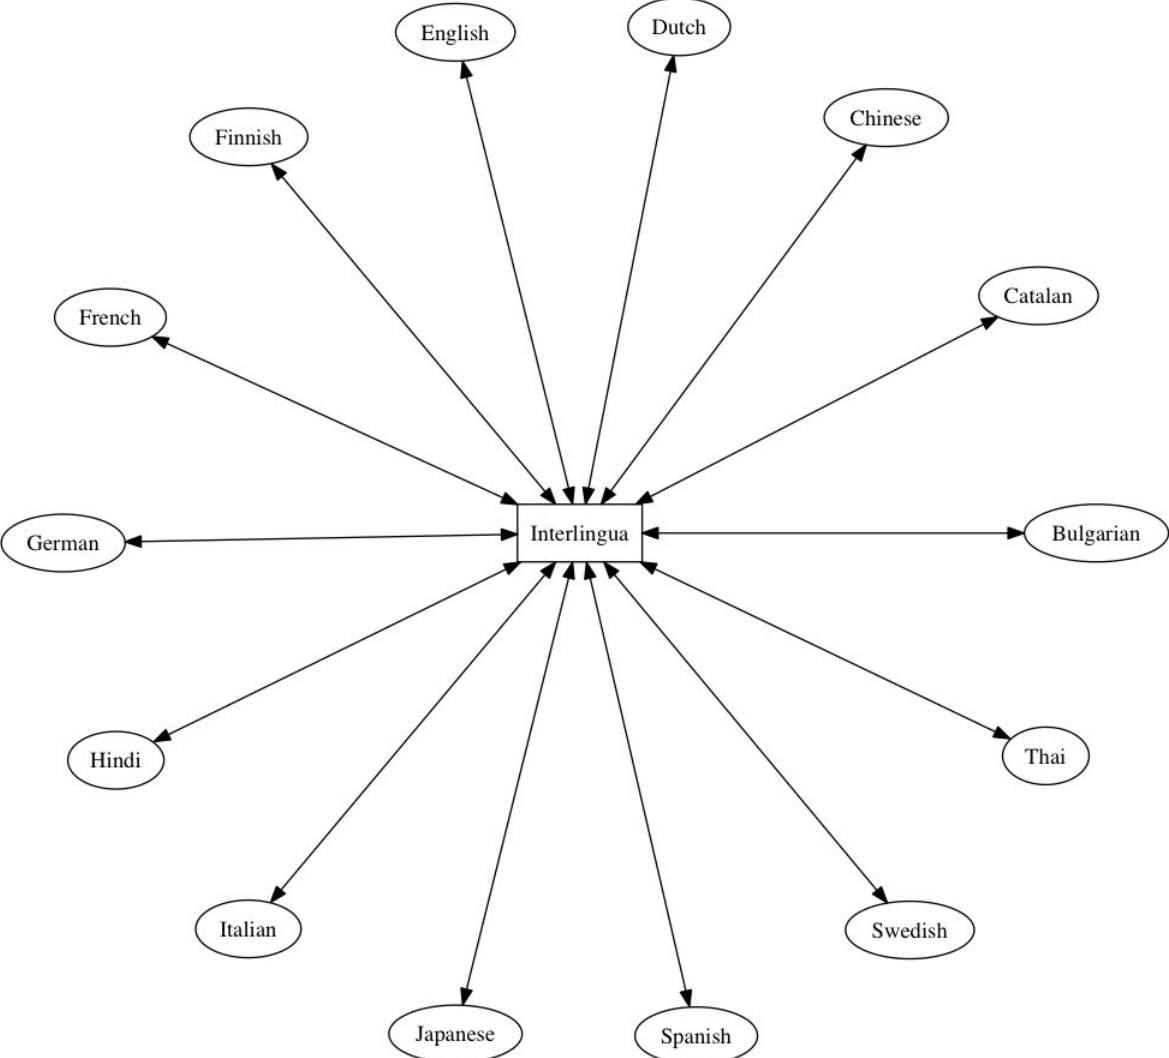 English
Dutch
Chinese
Finnish
Catalan
French
Interlingua
Bulgarian
German
Hindi
Thai
Italian
Swedish
Japanese
Spanish